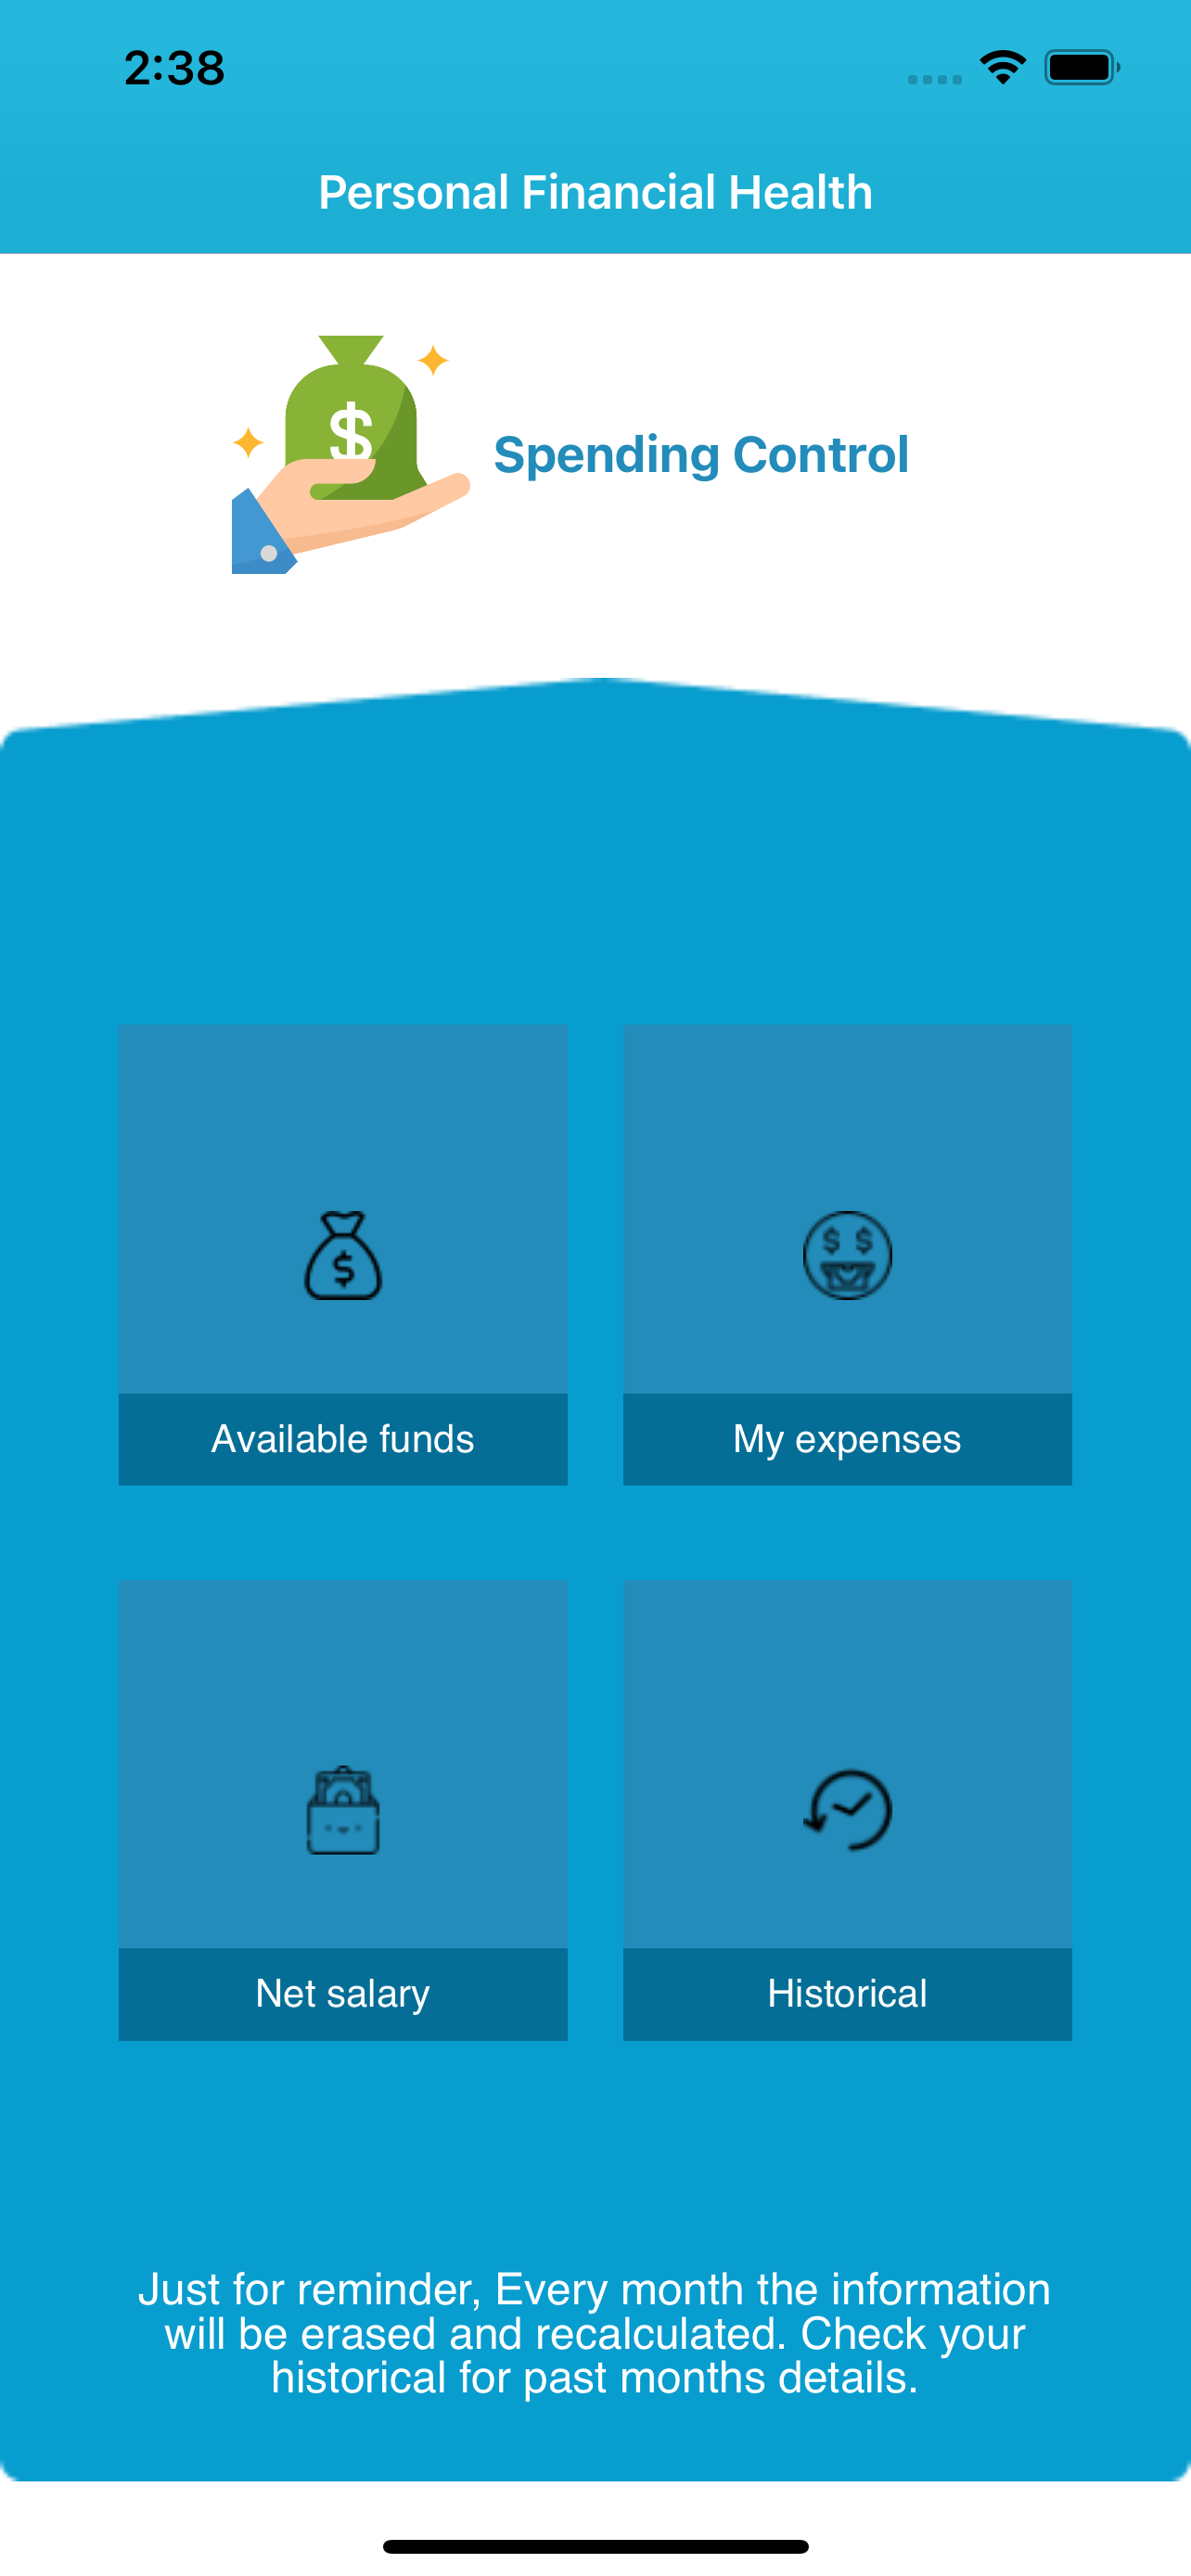 2:38
Personal Financial Health
$
Spending Control
$
$ $
Available funds
My expenses
Net salary
Historical
Just for reminder, Every month the information
will be erased and recalculated. Check your
historical for past months details.